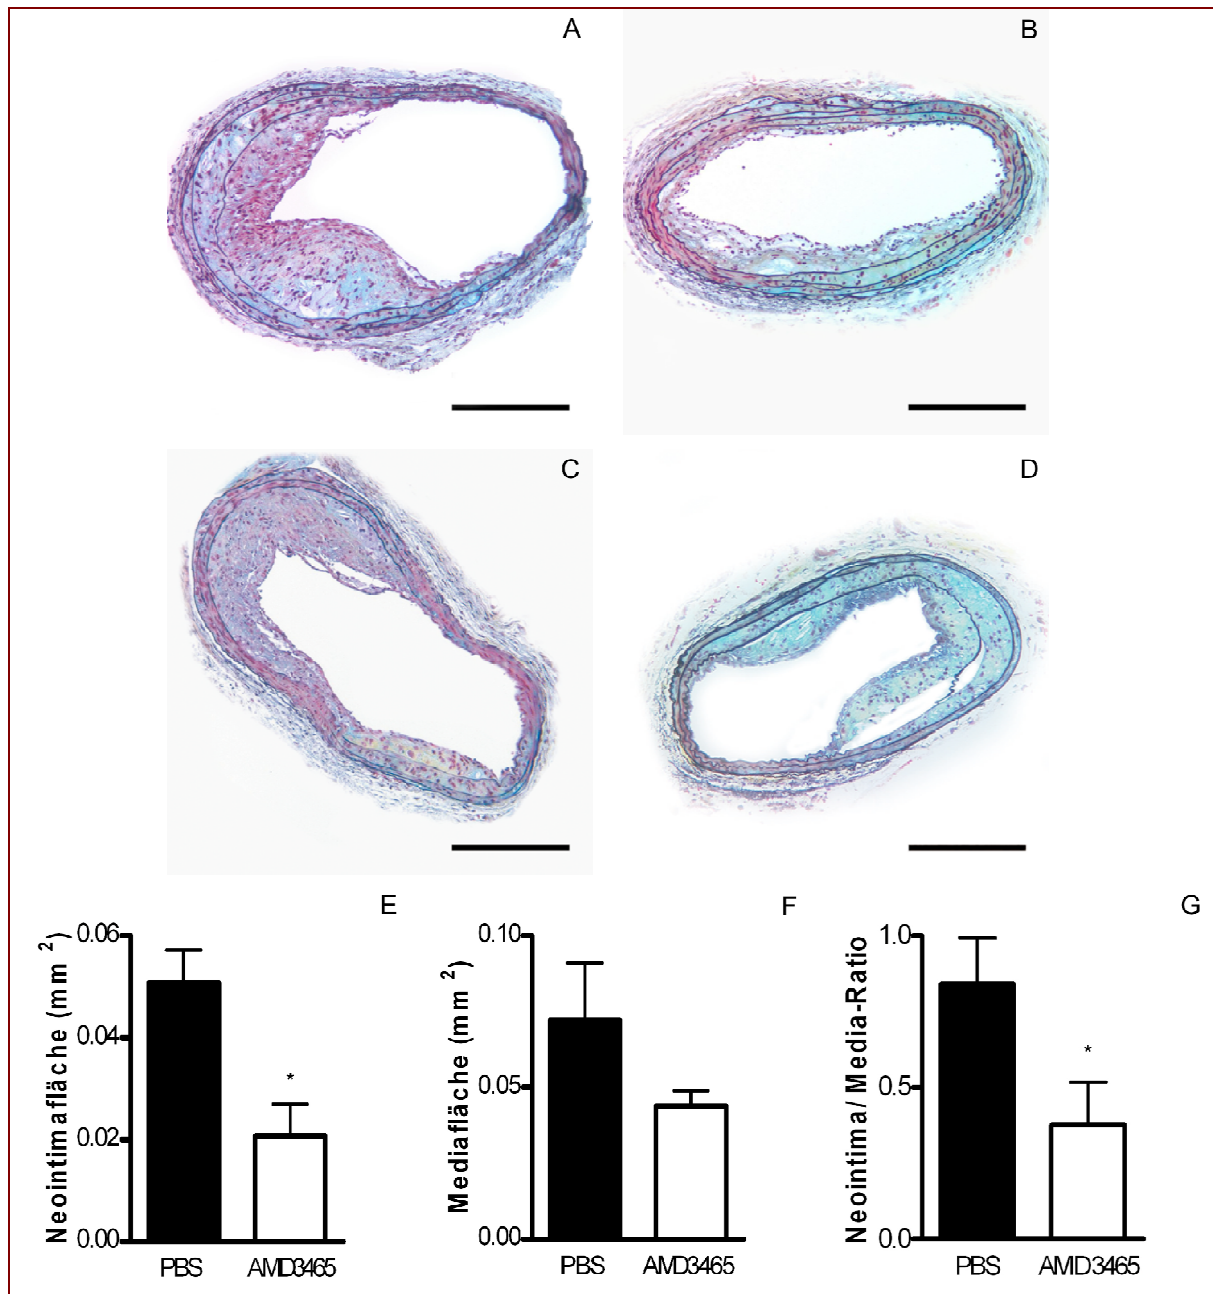 A
B
C
D
E
Neointimafläche (mm 2)
0.06
0.04
0.02
0.00
*
PBS
AMD3465
F
Mediafläche (mm 2)
0.10
0.05
0.00
PBS
AMD3465
G
Neointima/Media-Ratio
1.0
0.5
0.0
*
PBS
AMD3465